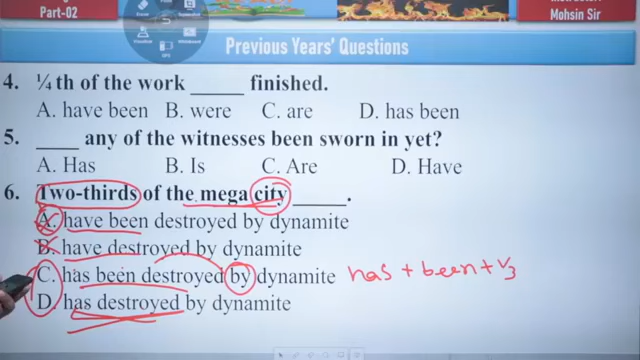 Part-02
Mohsin Sir
Previous Years' Questions
4. ¼ th of the work _____ finished.
A. have been B. were C. are D. has been
5. _____ any of the witnesses been sworn in yet?
A. Has B. Is C. Are D. Have
6. Two-thirds of the mega city _____.
A. have been destroyed by dynamite
B. have destroyed by dynamite
C. has been destroyed by dynamite has + been + V3
D. has destroyed by dynamite